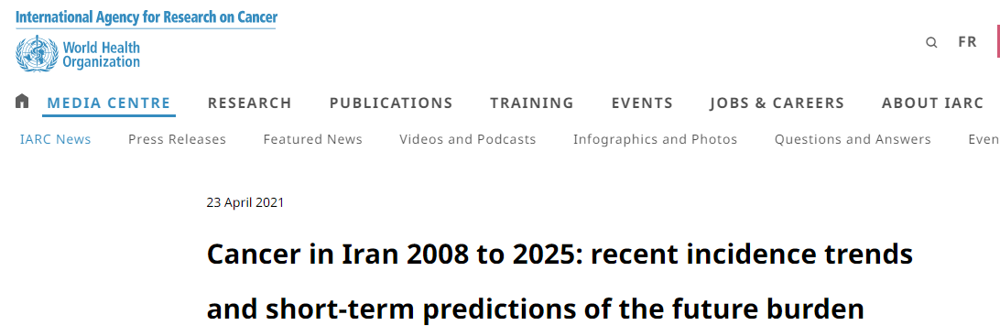 International Agency for Research on Cancer
World Health
Organization
FR
MEDIA CENTRE RESEARCH PUBLICATIONS TRAINING EVENTS JOBS & CAREERS ABOUT IARC
IARC News Press Releases Featured News Videos and Podcasts Infographics and Photos Questions and Answers Even
23 April 2021
Cancer in Iran 2008 to 2025: recent incidence trends
and short-term predictions of the future burden